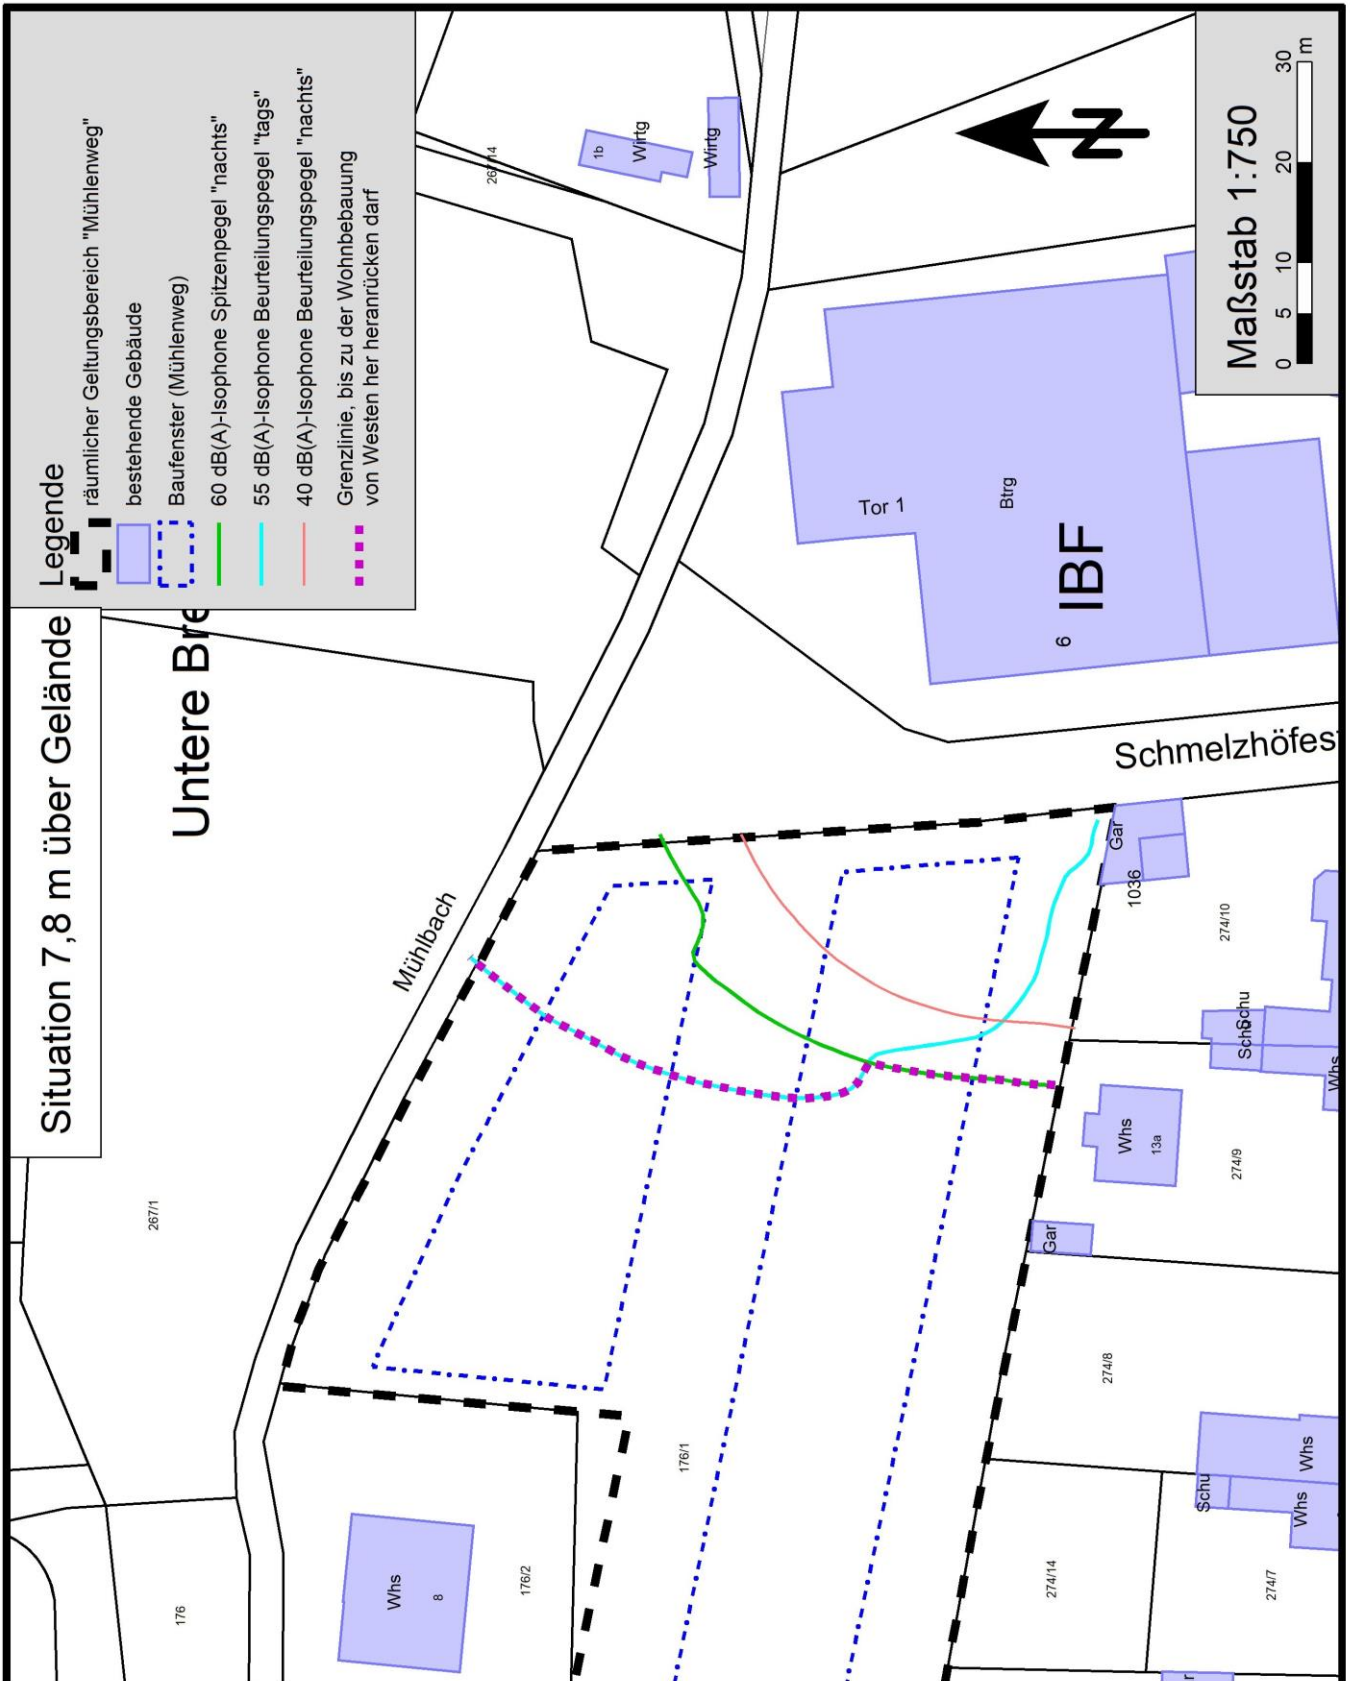 Situation 7,8 m über Gelände
Legende
räumlicher Geltungsbereich "Mühlenweg"
bestehende Gebäude
Baufenster (Mühlenweg)
60 dB(A)-Isophone Spitzenpegel "nachts"
55 dB(A)-Isophone Beurteilungspegel "tags"
40 dB(A)-Isophone Beurteilungspegel "nachts"
Grenzlinie, bis zu der Wohnbebauung
von Westen her heranrücken darf
Untere Bre
267/14
1b
Wirtg
Wirtg
N
Maßstab 1:750
0 5 10 20 30 m
Tor 1
Btrg
6
IBF
Schmelzhöfest
Mühlbach
267/1
Gar
1036
274/10
Schu
Schu
Whs
Whs
13a
274/9
Gar
274/8
176/1
Whs
8
176/2
176
Schu
Whs
Whs
274/14
274/7
r